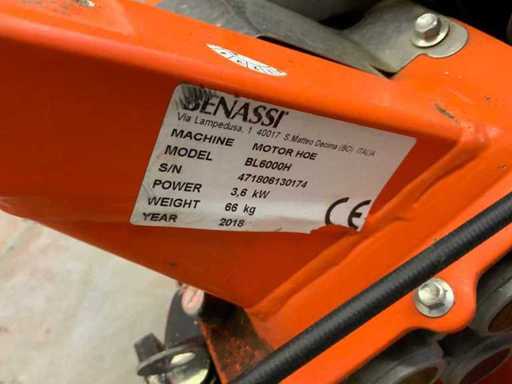 BENASSI
Via Lampedusa, 1 40017 S.Matteo Decima (BO) ITALIA
MACHINE MOTOR HOE
MODEL BL6000H
S/N 471806130174
POWER 3,6 kW
WEIGHT 66 kg
YEAR 2018
CE